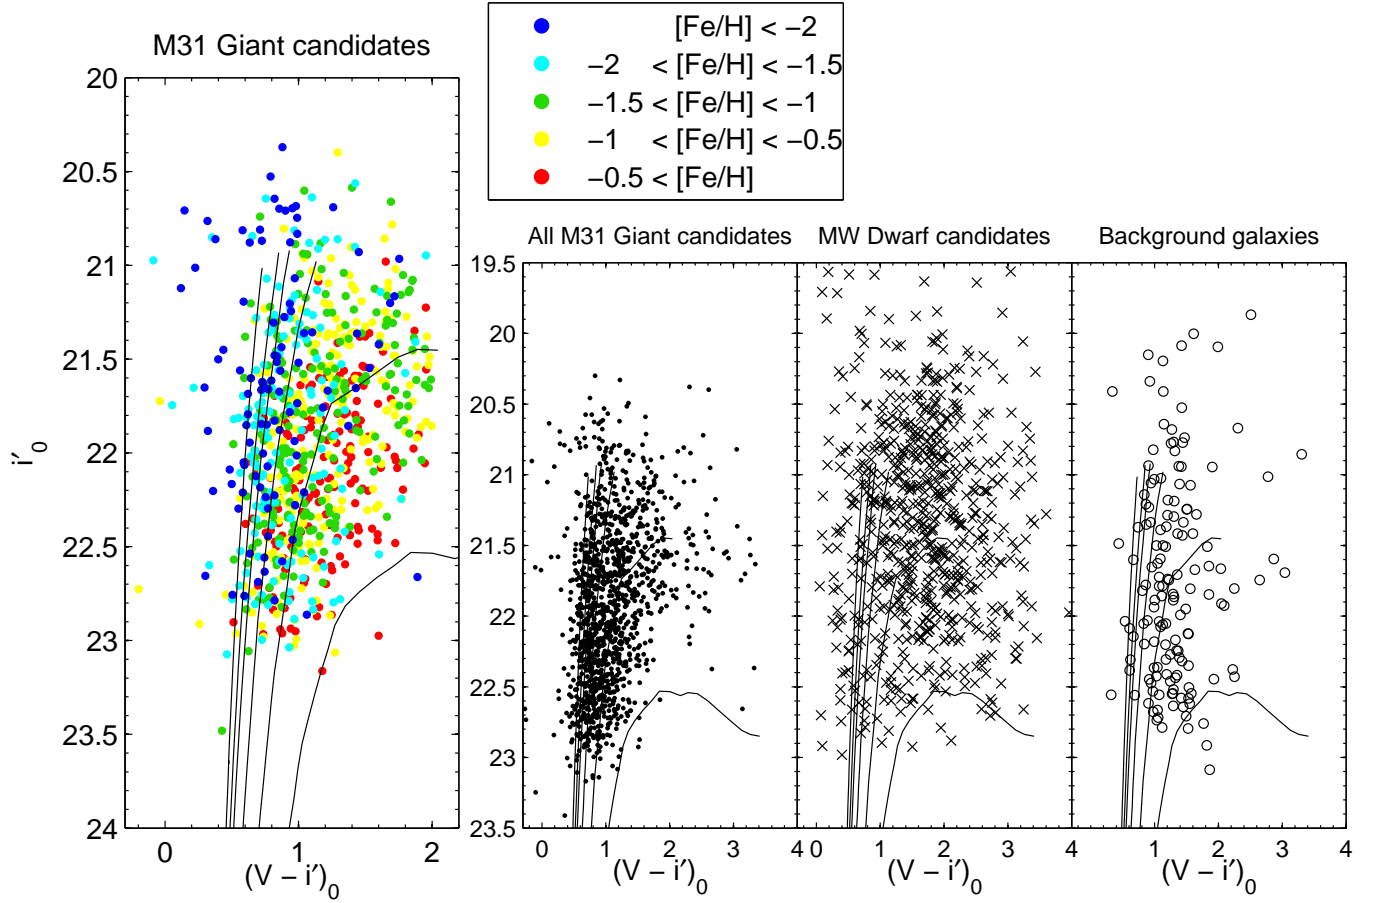 M31 Giant candidates
[Fe/H] < −2
−2 < [Fe/H] < −1.5
−1.5 < [Fe/H] < −1
−1 < [Fe/H] < −0.5
−0.5 < [Fe/H]
20
20.5
21
21.5
22
22.5
23
23.5
24
i′0
0 1 2
(V − i′)0
All M31 Giant candidates
MW Dwarf candidates
Background galaxies
19.5
20
20.5
21
21.5
22
22.5
23
23.5
0 1 2 3 4
0 1 2 3 4
1 2 3 4
(V − i′)0
(V − i′)0
(V − i′)0